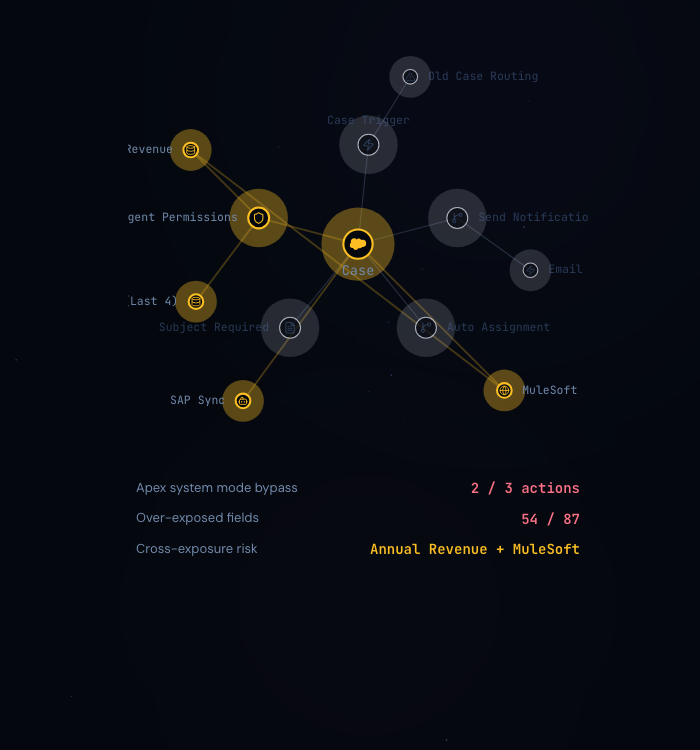 Old Case Routing
Case Trigger
Revenue
gent Permissions
Send Notificatio
Case
Email
(Last 4)
Subject Required
Auto Assignment
MuleSoft
SAP Sync
Apex system mode bypass 2 / 3 actions
Over-exposed fields 54 / 87
Cross-exposure risk Annual Revenue + MuleSoft